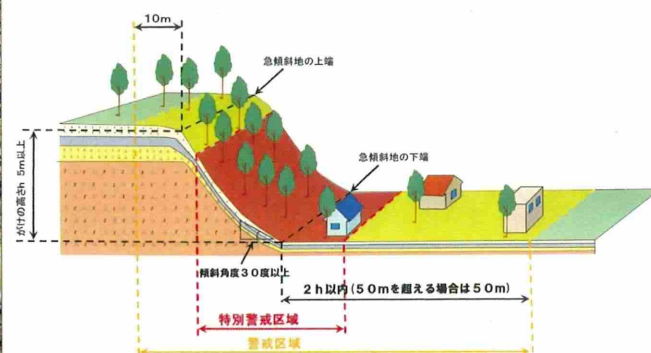 10m
急傾斜地の上端
急傾斜地の下端
がけの高さh 5m以上
傾斜角度30度以上
2h以内(50mを超える場合は50m)
特別警戒区域
警戒区域